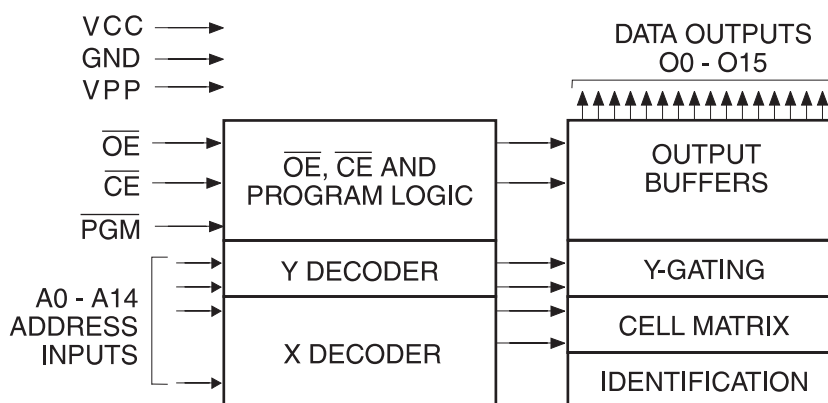 VCC
GND
VPP
OE
CE
PGM
A0 - A14
ADDRESS
INPUTS
OE, CE AND
PROGRAM LOGIC
Y DECODER
X DECODER
DATA OUTPUTS
O0 - O15
OUTPUT
BUFFERS
Y-GATING
CELL MATRIX
IDENTIFICATION